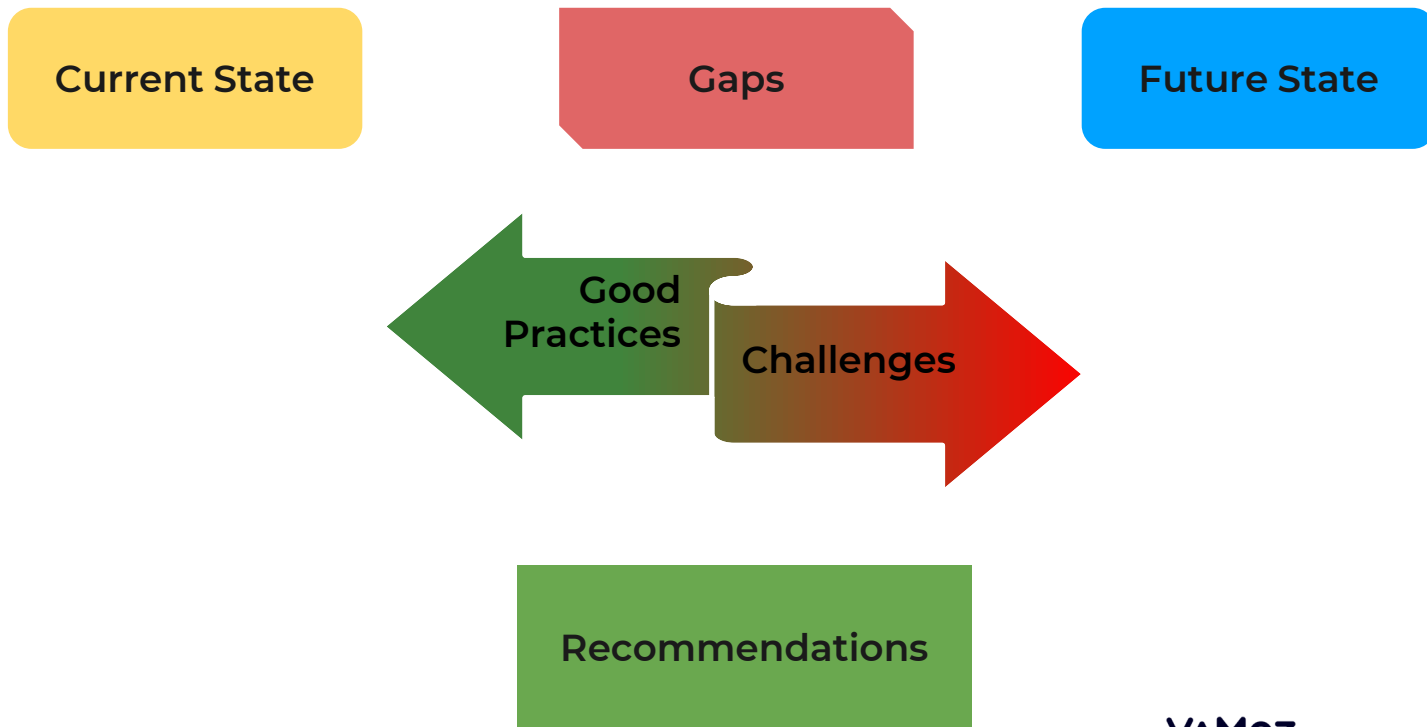 Current State
Gaps
Future State
Good
Practices
Challenges
Recommendations